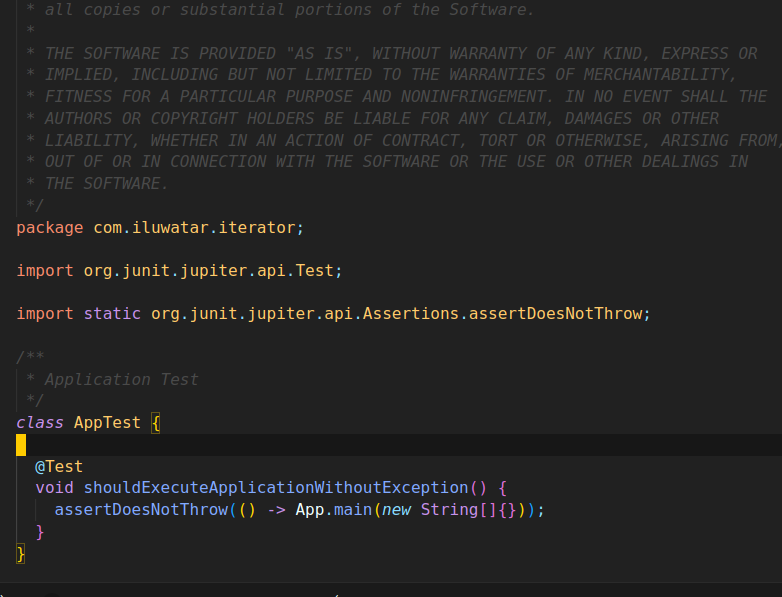 * all copies or substantial portions of the Software.
*
* THE SOFTWARE IS PROVIDED "AS IS", WITHOUT WARRANTY OF ANY KIND, EXPRESS OR
* IMPLIED, INCLUDING BUT NOT LIMITED TO THE WARRANTIES OF MERCHANTABILITY,
* FITNESS FOR A PARTICULAR PURPOSE AND NONINFRINGEMENT. IN NO EVENT SHALL THE
* AUTHORS OR COPYRIGHT HOLDERS BE LIABLE FOR ANY CLAIM, DAMAGES OR OTHER
* LIABILITY, WHETHER IN AN ACTION OF CONTRACT, TORT OR OTHERWISE, ARISING FROM,
* OUT OF OR IN CONNECTION WITH THE SOFTWARE OR THE USE OR OTHER DEALINGS IN
* THE SOFTWARE.
*/
package com.iluwatar.iterator;
import org.junit.jupiter.api.Test;
import static org.junit.jupiter.api.Assertions.assertDoesNotThrow;
/**
* Application Test
*/
class AppTest {
@Test
void shouldExecuteApplicationWithoutException() {
assertDoesNotThrow(() -> App.main(new String[]{}));
}
}